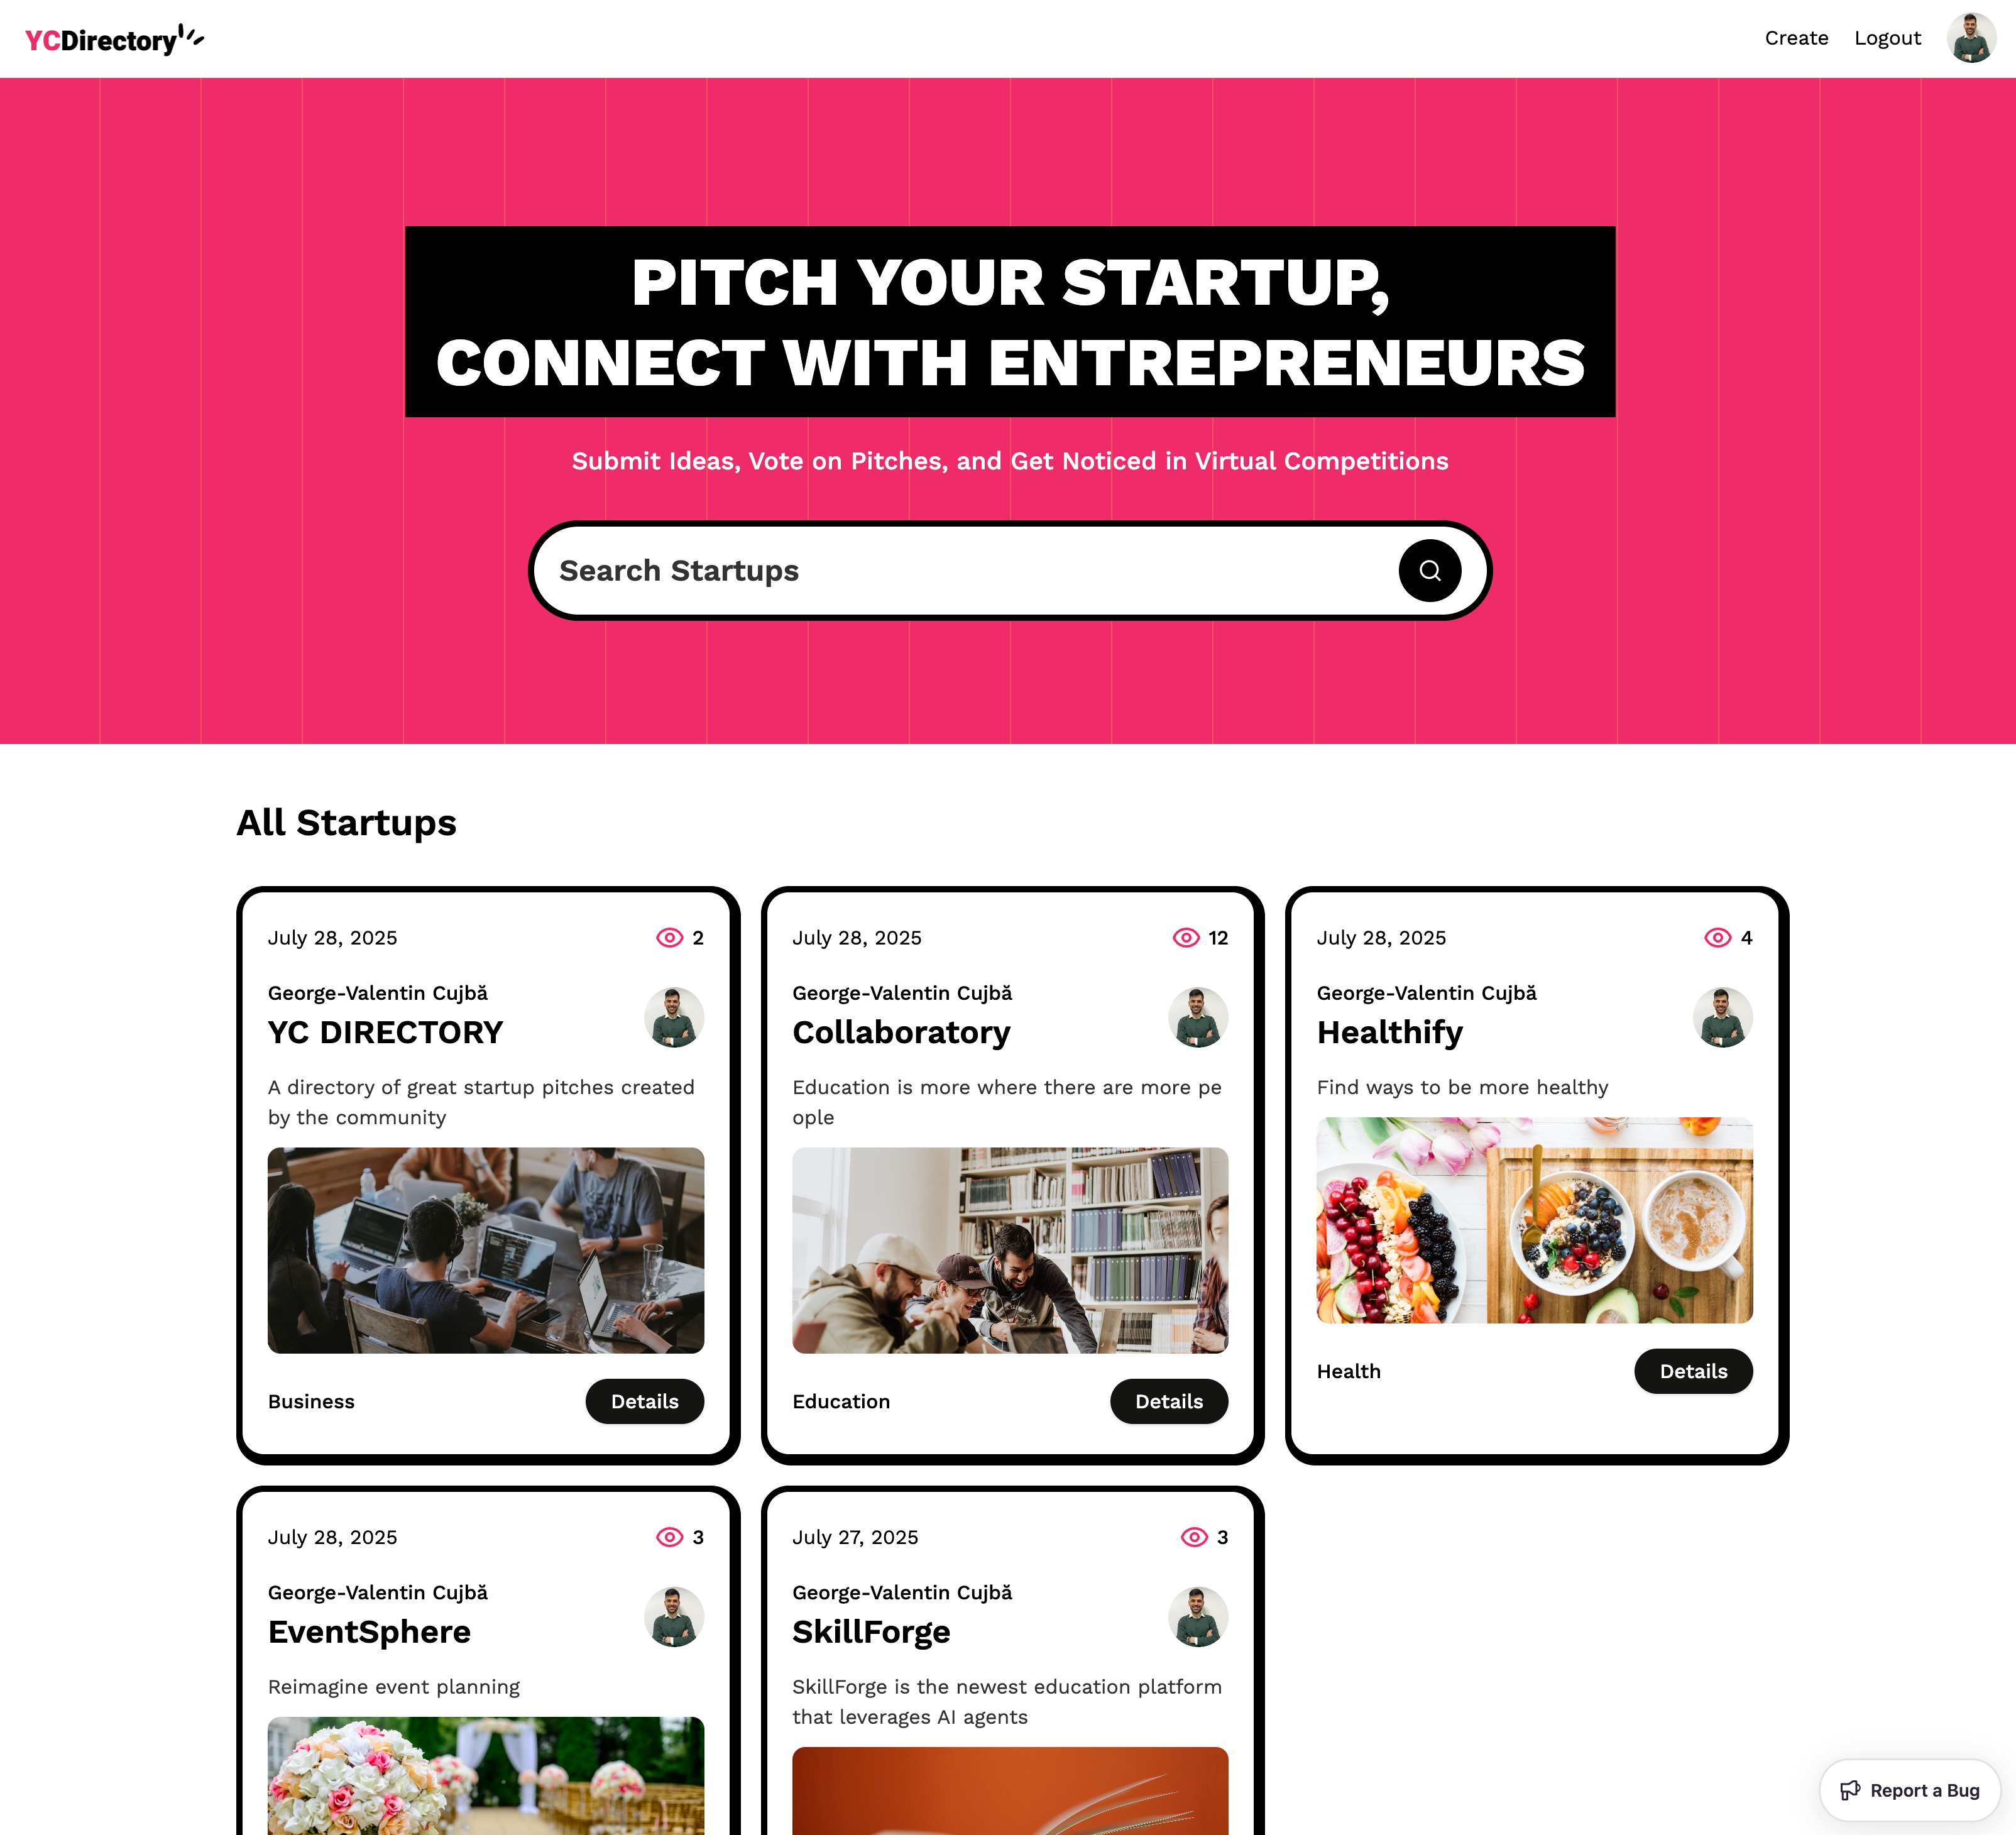 YCDirectory
Create
Logout
PITCH YOUR STARTUP,
CONNECT WITH ENTREPRENEURS
Submit Ideas, Vote on Pitches, and Get Noticed in Virtual Competitions
Search Startups
All Startups
July 28, 2025
2
George-Valentin Cujbă
YC DIRECTORY
A directory of great startup pitches created
by the community
Business
Details
July 28, 2025
12
George-Valentin Cujbă
Collaboratory
Education is more where there are more pe
ople
Education
Details
July 28, 2025
4
George-Valentin Cujbă
Healthify
Find ways to be more healthy
Health
Details
July 28, 2025
3
George-Valentin Cujbă
EventSphere
Reimagine event planning
July 27, 2025
3
George-Valentin Cujbă
SkillForge
SkillForge is the newest education platform
that leverages AI agents
Report a Bug